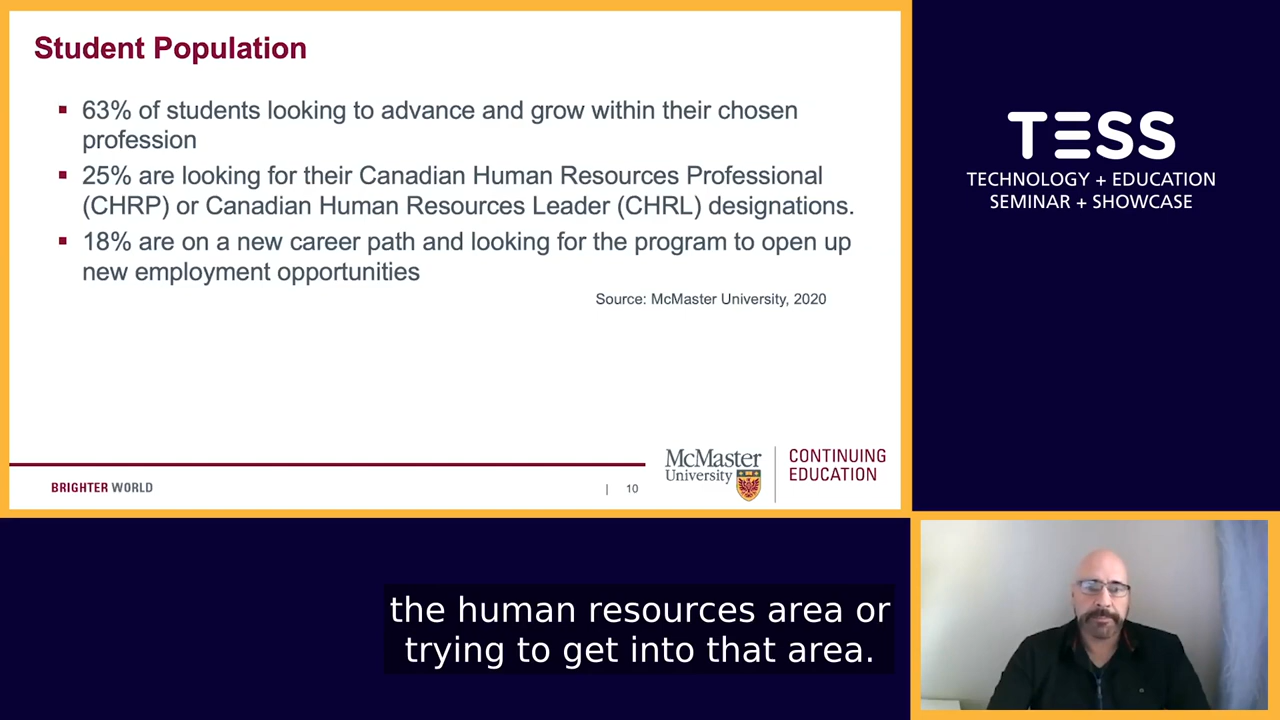 Student Population
▪ 63% of students looking to advance and grow within their chosen
profession
▪ 25% are looking for their Canadian Human Resources Professional
(CHRP) or Canadian Human Resources Leader (CHRL) designations.
▪ 18% are on a new career path and looking for the program to open up
new employment opportunities
Source: McMaster University, 2020
BRIGHTER WORLD
| 10
McMaster
University
CONTINUING
EDUCATION
TESS
TECHNOLOGY + EDUCATION
SEMINAR + SHOWCASE
the human resources area or
trying to get into that area.